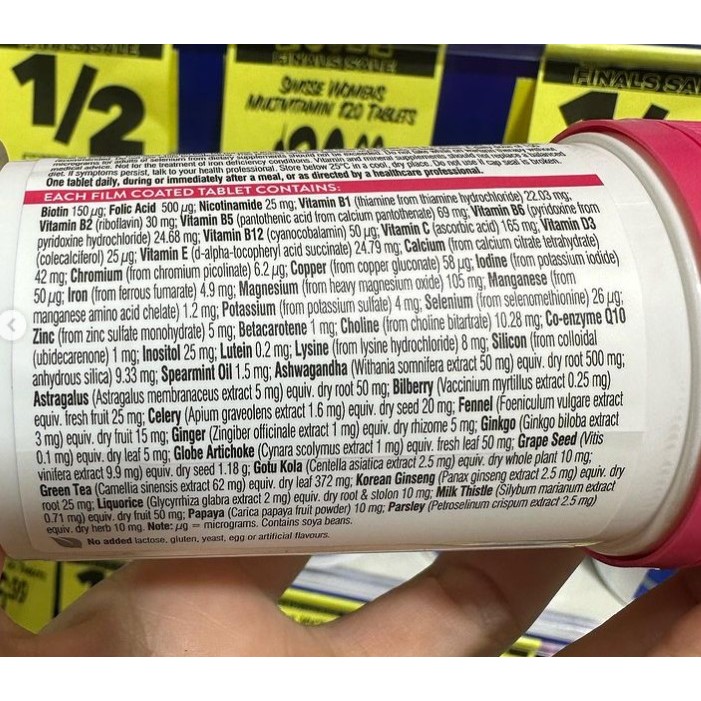 1/2
FINALS SALE
SWISSE WOMENS
MULTIVITAMIN 120 TABLETS
FINALS SA
diet. If symptoms persist, talk to your health professional. Store below 25°C in a cool, dry place. Do not use if cap seal is broken.
One tablet daily, during or immediately after a meal, or as directed by a healthcare professional.
EACH FILM COATED TABLET CONTAINS:
Biotin 150 µg; Folic Acid 500 µg; Nicotinamide 25 mg; Vitamin B1 (thiamine from thiamine hydrochloride) 22.03 mg;
Vitamin B2 (riboflavin) 30 mg; Vitamin B5 (pantothenic acid from calcium pantothenate) 69 mg; Vitamin B6 (pyridoxine from
pyridoxine hydrochloride) 24.68 mg; Vitamin B12 (cyanocobalamin) 50 µg; Vitamin C (ascorbic acid) 165 mg; Vitamin D3
(colecalciferol) 25 µg; Vitamin E (d-alpha-tocopheryl acid succinate) 24.79 mg; Calcium (from calcium citrate tetrahydrate)
42 mg; Chromium (from chromium picolinate) 6.2 µg; Copper (from copper gluconate) 58 µg; Iodine (from potassium iodide)
50 µg; Iron (from ferrous fumarate) 4.9 mg; Magnesium (from heavy magnesium oxide) 105 mg; Manganese (from
manganese amino acid chelate) 1.2 mg; Potassium (from potassium sulfate) 4 mg; Selenium (from selenomethionine) 26 µg;
Zinc (from zinc sulfate monohydrate) 5 mg; Betacarotene 1 mg; Choline (from choline bitartrate) 10.28 mg; Co-enzyme Q10
(ubidecarenone) 1 mg; Inositol 25 mg; Lutein 0.2 mg; Lysine (from lysine hydrochloride) 8 mg; Silicon (from colloidal
anhydrous silica) 9.33 mg; Spearmint Oil 1.5 mg; Ashwagandha (Withania somnifera extract 50 mg) equiv. dry root 500 mg;
Astragalus (Astragalus membranaceus extract 5 mg) equiv. dry root 50 mg; Bilberry (Vaccinium myrtillus extract 0.25 mg)
equiv. fresh fruit 25 mg; Celery (Apium graveolens extract 1.6 mg) equiv. dry seed 20 mg; Fennel (Foeniculum vulgare extract
3 mg) equiv. dry fruit 15 mg; Ginger (Zingiber officinale extract 1 mg) equiv. dry rhizome 5 mg; Ginkgo (Ginkgo biloba extract
0.1 mg) equiv. dry leaf 5 mg; Globe Artichoke (Cynara scolymus extract 1 mg) equiv. fresh leaf 50 mg; Grape Seed (Vitis
vinifera extract 9.9 mg) equiv. dry seed 1.18 g; Gotu Kola (Centella asiatica extract 2.5 mg) equiv. dry whole plant 10 mg;
Green Tea (Camellia sinensis extract 62 mg) equiv. dry leaf 372 mg; Korean Ginseng (Panax ginseng extract 2.5 mg) equiv. dry
root 25 mg; Liquorice (Glycyrrhiza glabra extract 2 mg) equiv. dry root & stolon 10 mg; Milk Thistle (Silybum marianum extract
0.71 mg) equiv. dry fruit 50 mg; Papaya (Carica papaya fruit powder) 10 mg; Parsley (Petroselinum crispum extract 2.5 mg)
equiv. dry herb 10 mg. Note: µg = micrograms. Contains soya beans.
No added lactose, gluten, yeast, egg or artificial flavours.